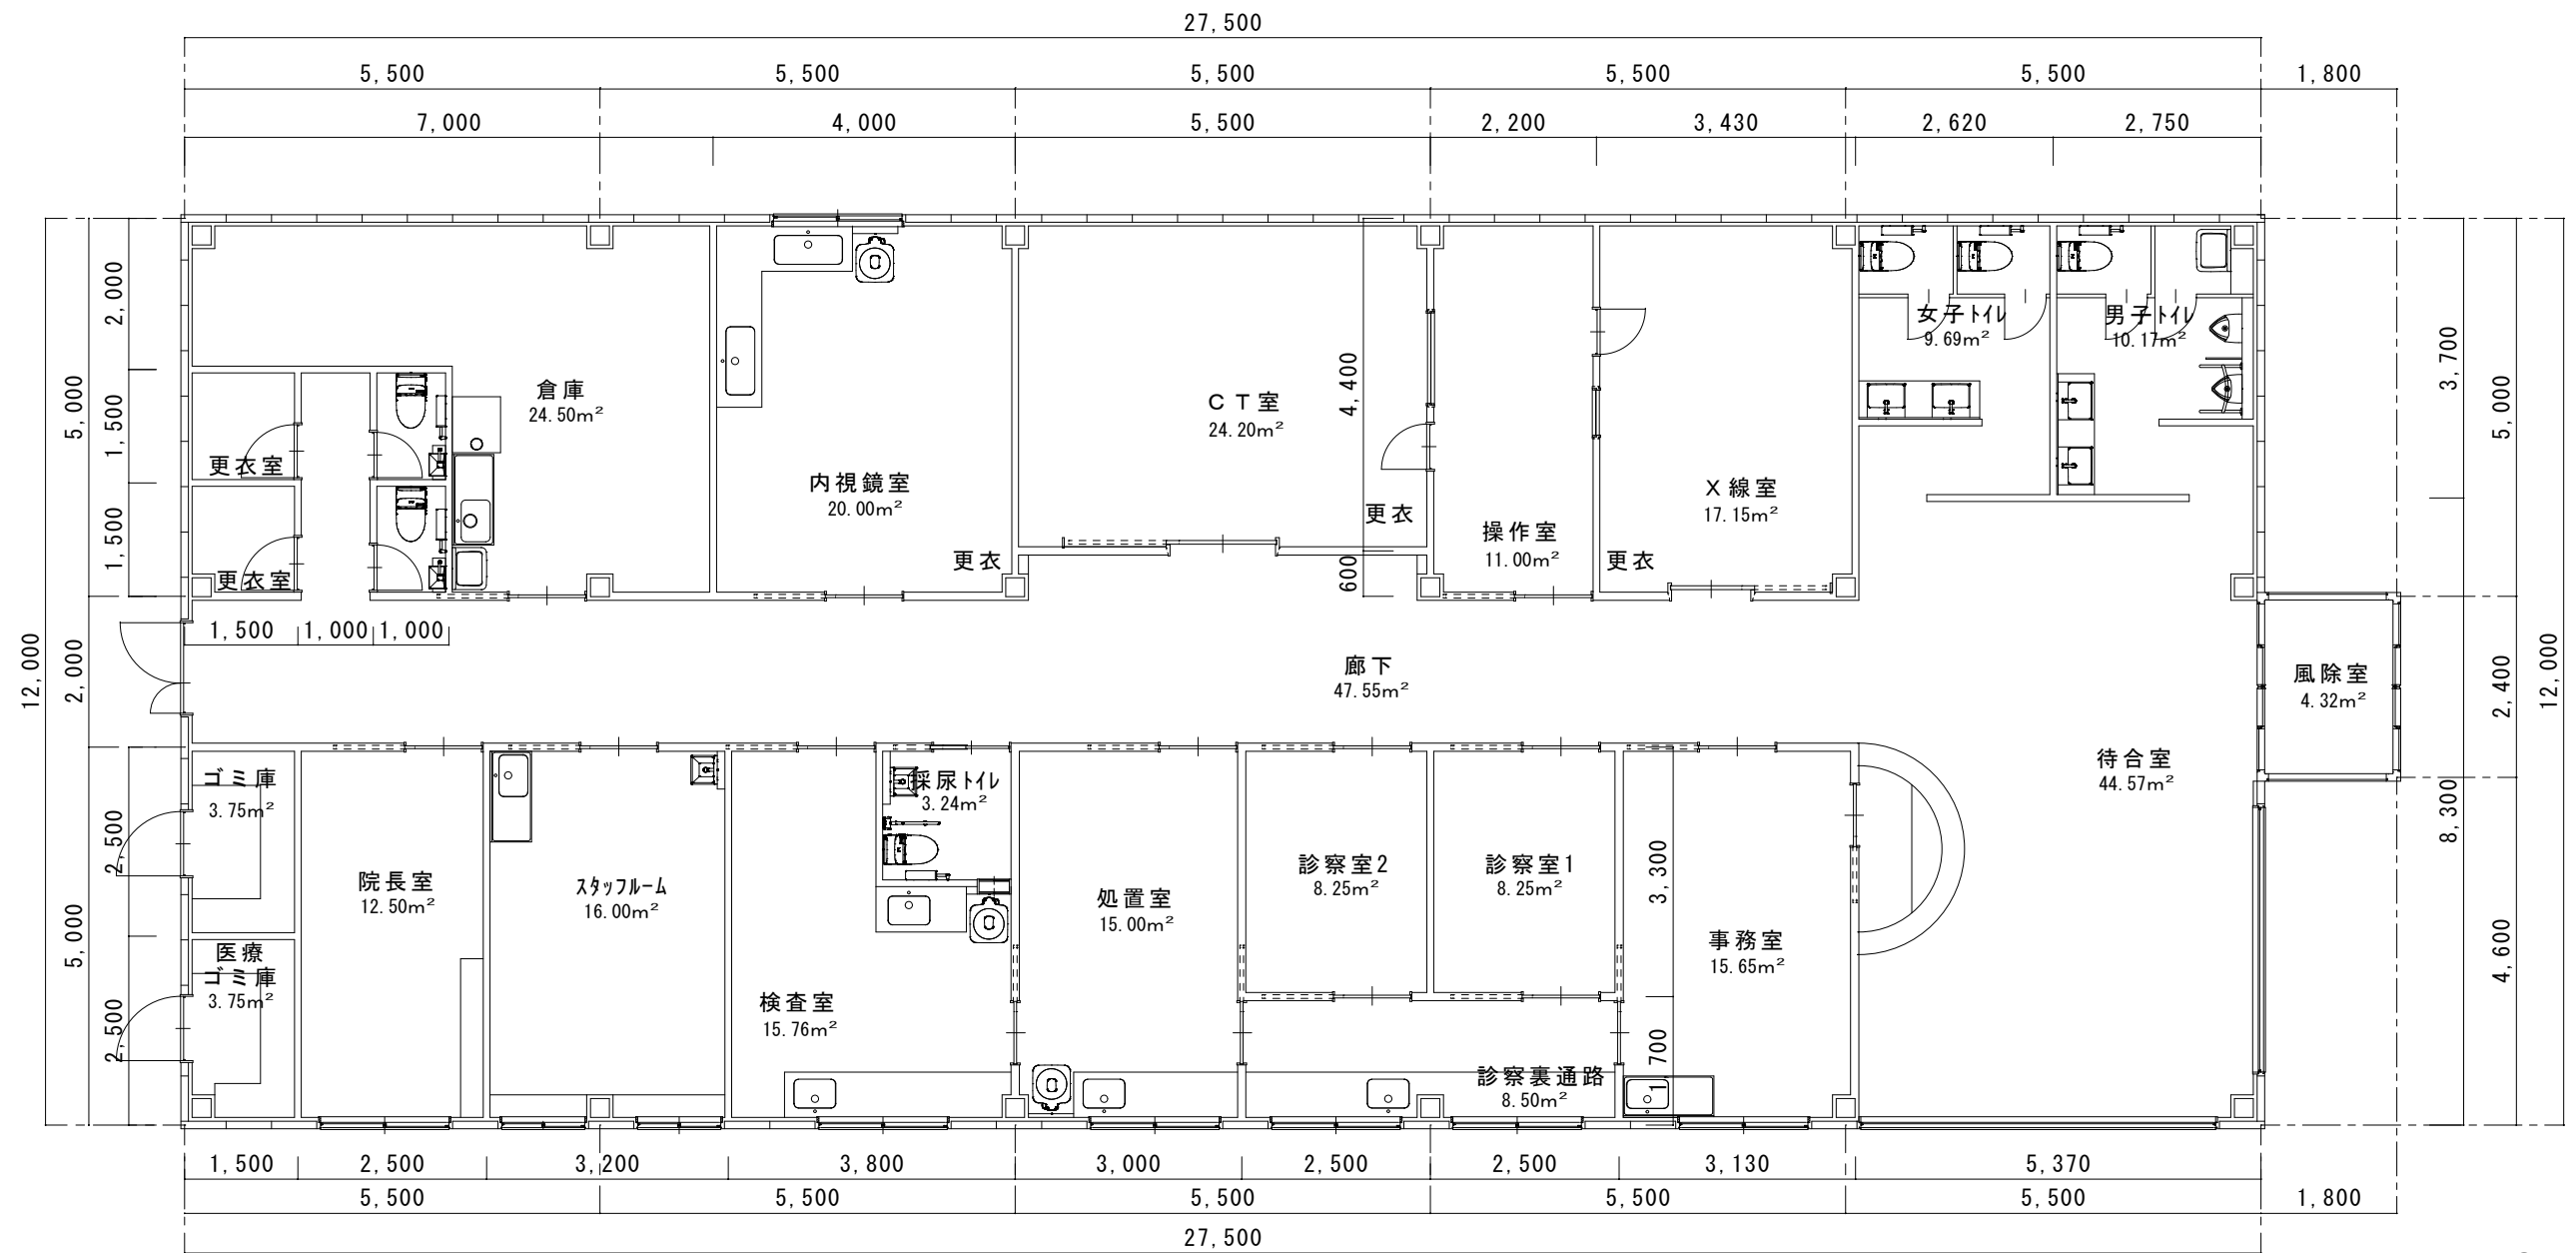 27,500
5,500 5,500 5,500 5,500 5,500 1,800
7,000 4,000 5,500 2,200 3,430 2,620 2,750
2,000
1,500
1,500
5,000
2,000
12,000
5,000
2,500
2,500
倉庫
24.50m²
更衣室
更衣室
1,500 1,000 1,000
内視鏡室
20.00m²
更衣
CT室
24.20m²
4,400
600
更衣
操作室
11.00m²
X線室
17.15m²
更衣
女子トイレ
9.69m²
男子トイレ
10.17m²
3,700
5,000
2,400
12,000
8,300
4,600
廊下
47.55m²
風除室
4.32m²
待合室
44.57m²
ゴミ庫
3.75m²
医療
ゴミ庫
3.75m²
院長室
12.50m²
スタッフルーム
16.00m²
採尿トイレ
3.24m²
検査室
15.76m²
処置室
15.00m²
診察室2
8.25m²
診察室1
8.25m²
3,300
1,700
診察裏通路
8.50m²
事務室
15.65m²
1,500 2,500 3,200 3,800 3,000 2,500 2,500 3,130 5,370
5,500 5,500 5,500 5,500 5,500 1,800
27,500